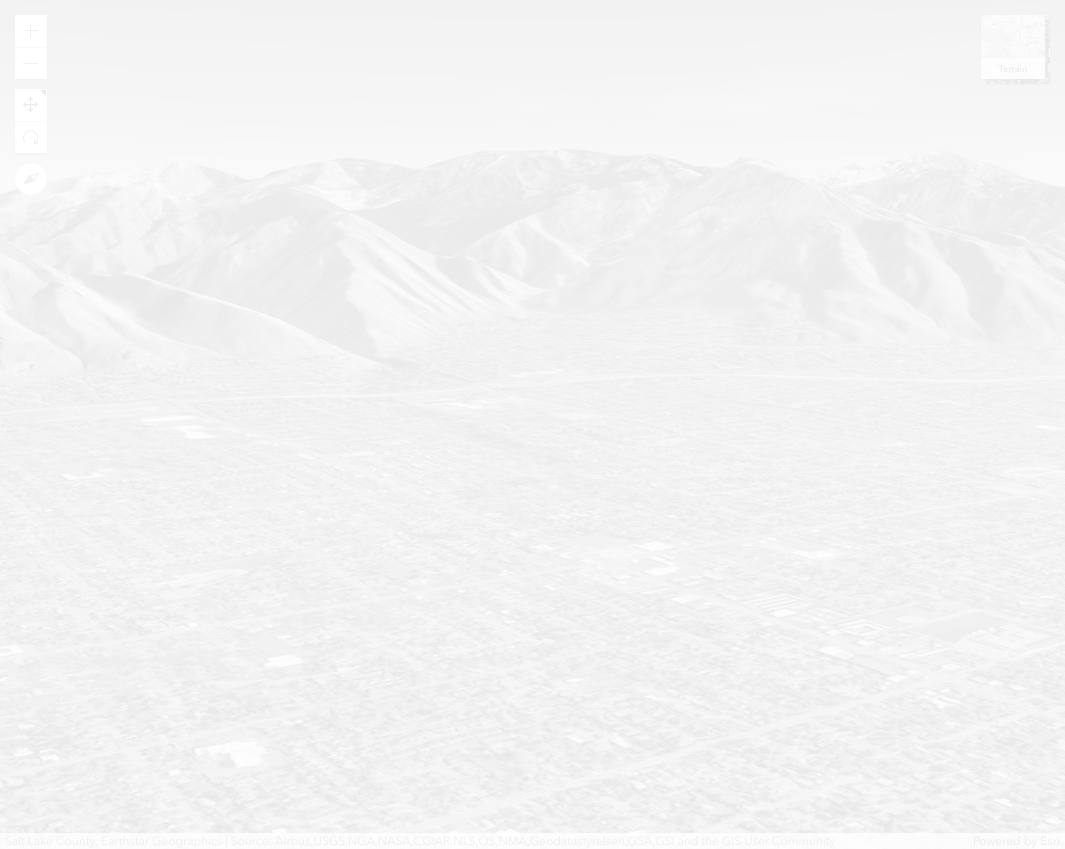 Terrain
Salt Lake County, Earthstar Geographics | Source: Airbus,USGS,NGA,NASA,CGIAR,NLS,OS,NMA,Geodatastyrelsen,GSA,GSI and the GIS User Community
Powered by Esri